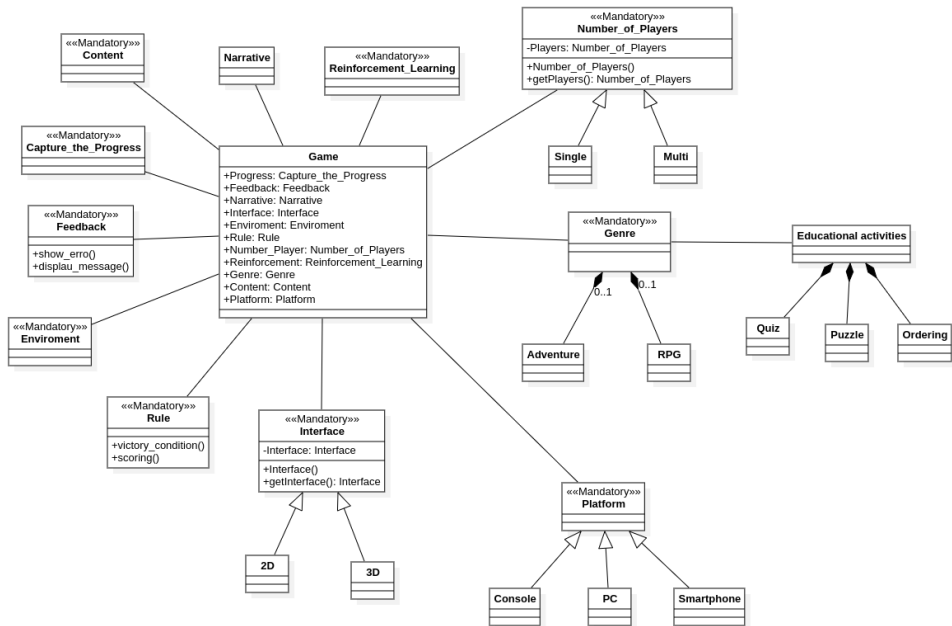 ««Mandatory»»
Content
Narrative
««Mandatory»»
Reinforcement_Learning
««Mandatory»»
Number_of_Players
-Players: Number_of_Players
+Number_of_Players()
+getPlayers(): Number_of_Players
Single
Multi
««Mandatory»»
Capture_the_Progress
Game
+Progress: Capture_the_Progress
+Feedback: Feedback
+Narrative: Narrative
+Interface: Interface
+Enviroment: Enviroment
+Rule: Rule
+Number_Player: Number_of_Players
+Reinforcement: Reinforcement_Learning
+Genre: Genre
+Content: Content
+Platform: Platform
««Mandatory»»
Feedback
+show_erro()
+displau_message()
««Mandatory»»
Genre
0..1
0..1
Adventure
RPG
Educational activities
Quiz
Puzzle
Ordering
««Mandatory»»
Enviroment
««Mandatory»»
Rule
+victory_condition()
+scoring()
««Mandatory»»
Interface
-Interface: Interface
+Interface()
+getInterface(): Interface
2D
3D
««Mandatory»»
Platform
Console
PC
Smartphone